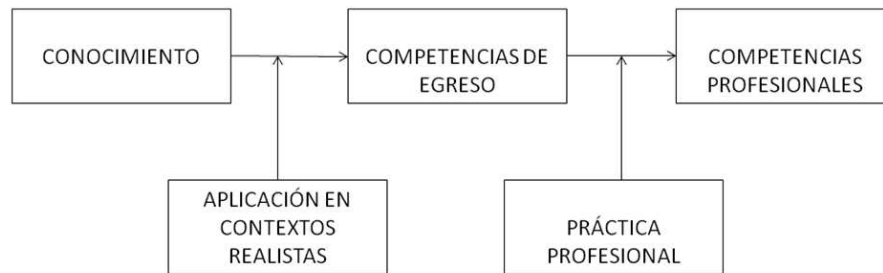 CONOCIMIENTO
COMPETENCIAS DE
EGRESO
COMPETENCIAS
PROFESIONALES
APLICACIÓN EN
CONTEXTOS
REALISTAS
PRÁCTICA
PROFESIONAL